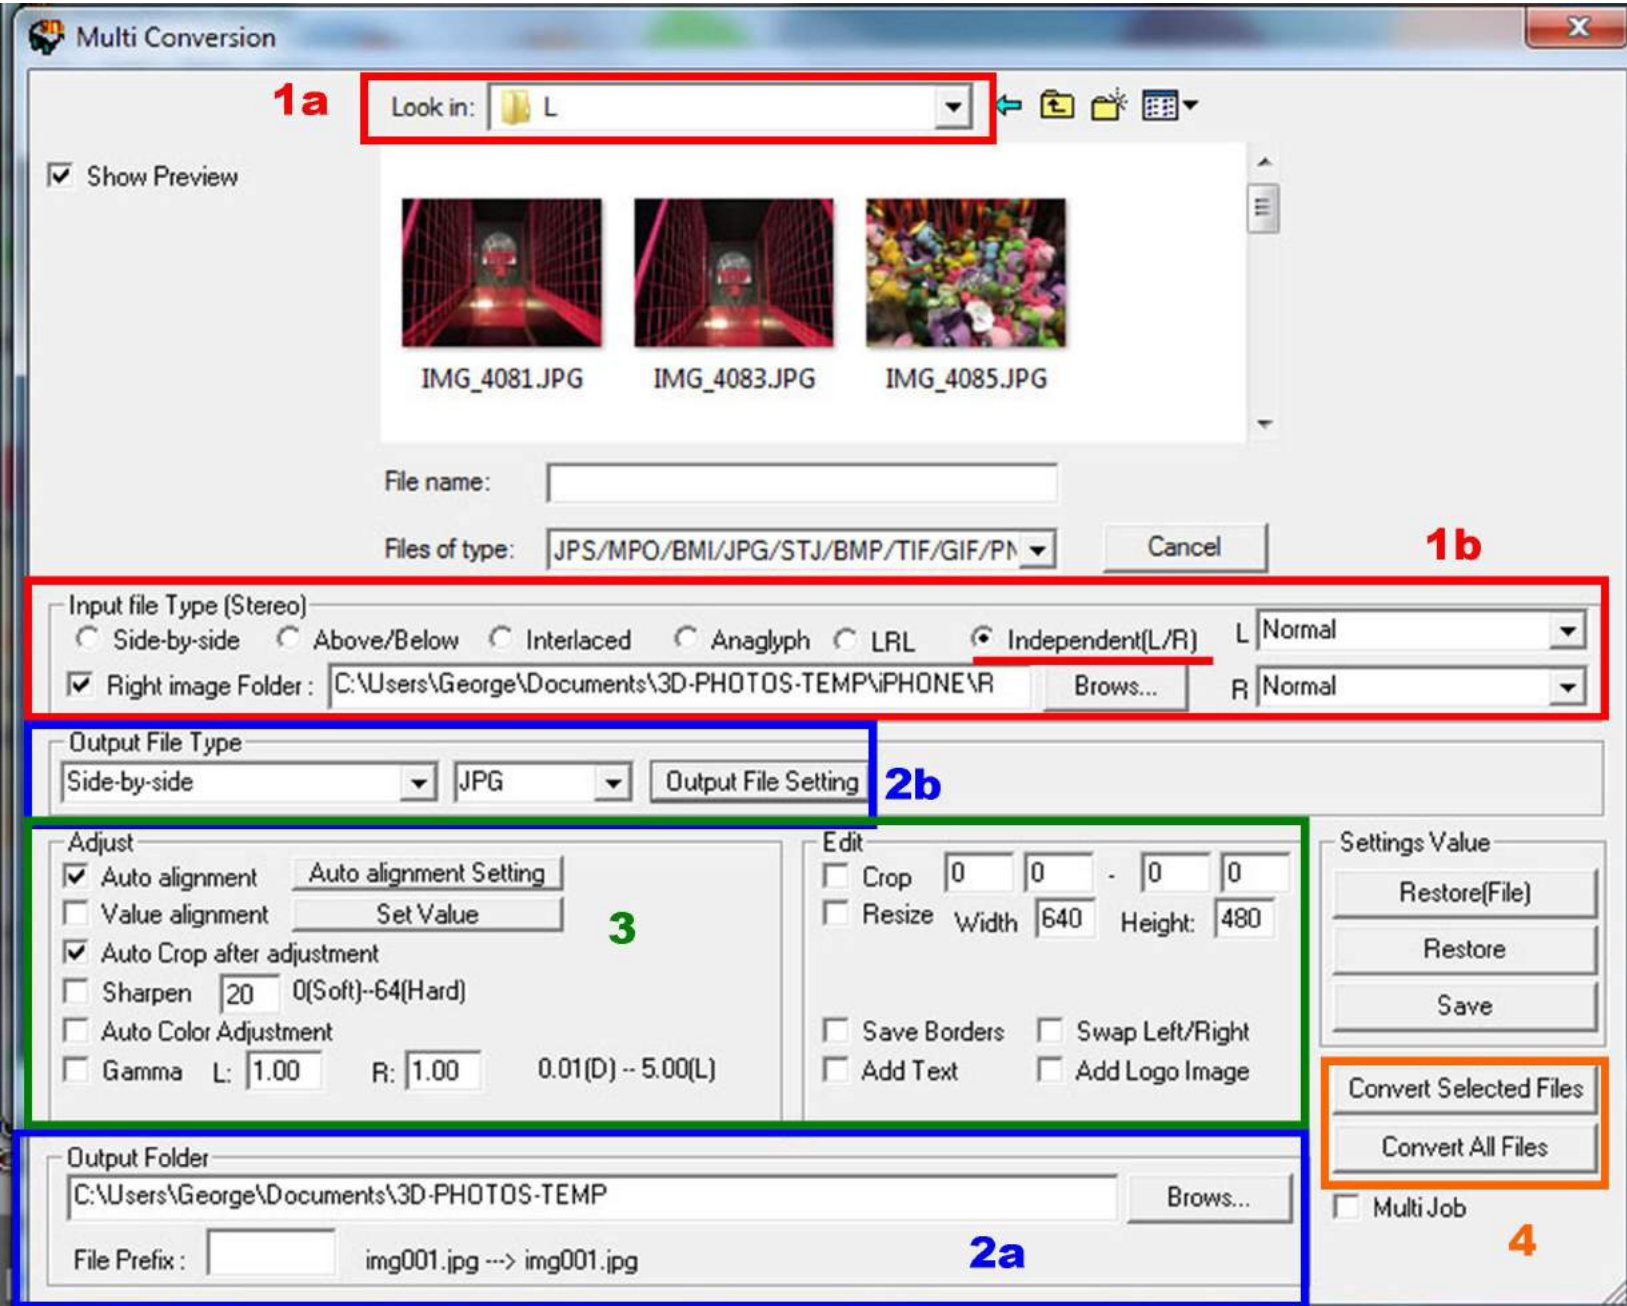 Multi Conversion
1a
Look in: L
Show Preview
IMG_4081.JPG IMG_4083.JPG IMG_4085.JPG
File name:
Files of type: JPS/MPO/BMI/JPG/STJ/BMP/TIF/GIF/PN Cancel
1b
Input file Type (Stereo)
Side-by-side Above/Below Interlaced Anaglyph LRL Independent(L/R) L Normal
Right image Folder : C:\Users\George\Documents\3D-PHOTOS-TEMP\iPHONE\R Brows... R Normal
Output File Type
Side-by-side JPG Output File Setting 2b
Adjust
Auto alignment Auto alignment Setting
Value alignment Set Value
3
Auto Crop after adjustment
Sharpen 20 0(Soft)--64(Hard)
Auto Color Adjustment
Gamma L: 1.00 R: 1.00 0.01(D) -- 5.00(L)
Edit
Crop 0 0 - 0 0
Resize Width 640 Height: 480
Save Borders Swap Left/Right
Add Text Add Logo Image
Settings Value
Restore(File)
Restore
Save
Convert Selected Files
Convert All Files
Multi Job
4
Output Folder
C:\Users\George\Documents\3D-PHOTOS-TEMP Brows...
File Prefix : img001.jpg ---> img001.jpg
2a